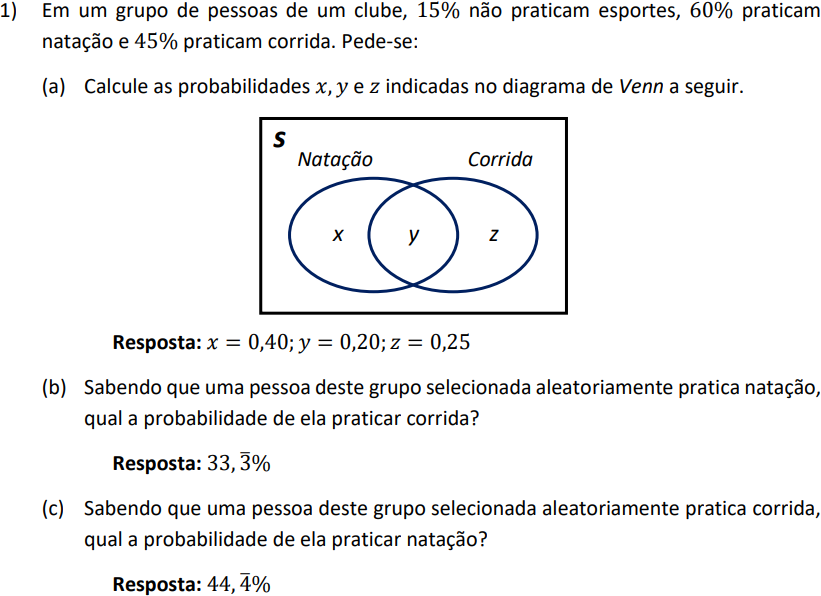 1) Em um grupo de pessoas de um clube, 15% não praticam esportes, 60% praticam
natação e 45% praticam corrida. Pede-se:
(a) Calcule as probabilidades x, y e z indicadas no diagrama de Venn a seguir.
S
Natação Corrida
x y z
Resposta: x = 0,40; y = 0,20; z = 0,25
(b) Sabendo que uma pessoa deste grupo selecionada aleatoriamente pratica natação,
qual a probabilidade de ela praticar corrida?
Resposta: 33,3̅%
(c) Sabendo que uma pessoa deste grupo selecionada aleatoriamente pratica corrida,
qual a probabilidade de ela praticar natação?
Resposta: 44,4̅%